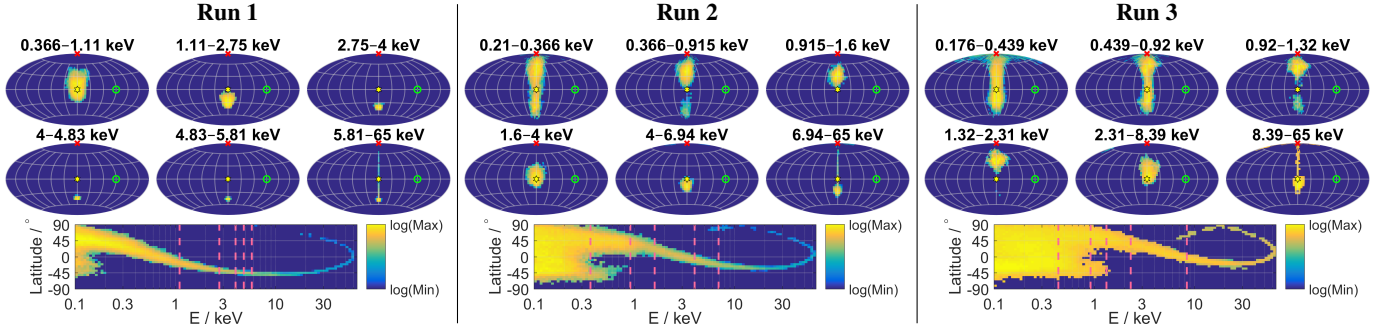 Run 1
0.366−1.11 keV 1.11−2.75 keV 2.75−4 keV
4−4.83 keV 4.83−5.81 keV 5.81−65 keV
Latitude / °
90
45
0
-45
-90
0.1 0.3 1 3 10 30
E / keV
log(Max)
log(Min)
Run 2
0.21−0.366 keV 0.366−0.915 keV 0.915−1.6 keV
1.6−4 keV 4−6.94 keV 6.94−65 keV
Latitude / °
90
45
0
-45
-90
0.1 0.3 1 3 10 30
E / keV
log(Max)
log(Min)
Run 3
0.176−0.439 keV 0.439−0.92 keV 0.92−1.32 keV
1.32−2.31 keV 2.31−8.39 keV 8.39−65 keV
Latitude / °
90
45
0
-45
-90
0.1 0.3 1 3 10 30
E / keV
log(Max)
log(Min)